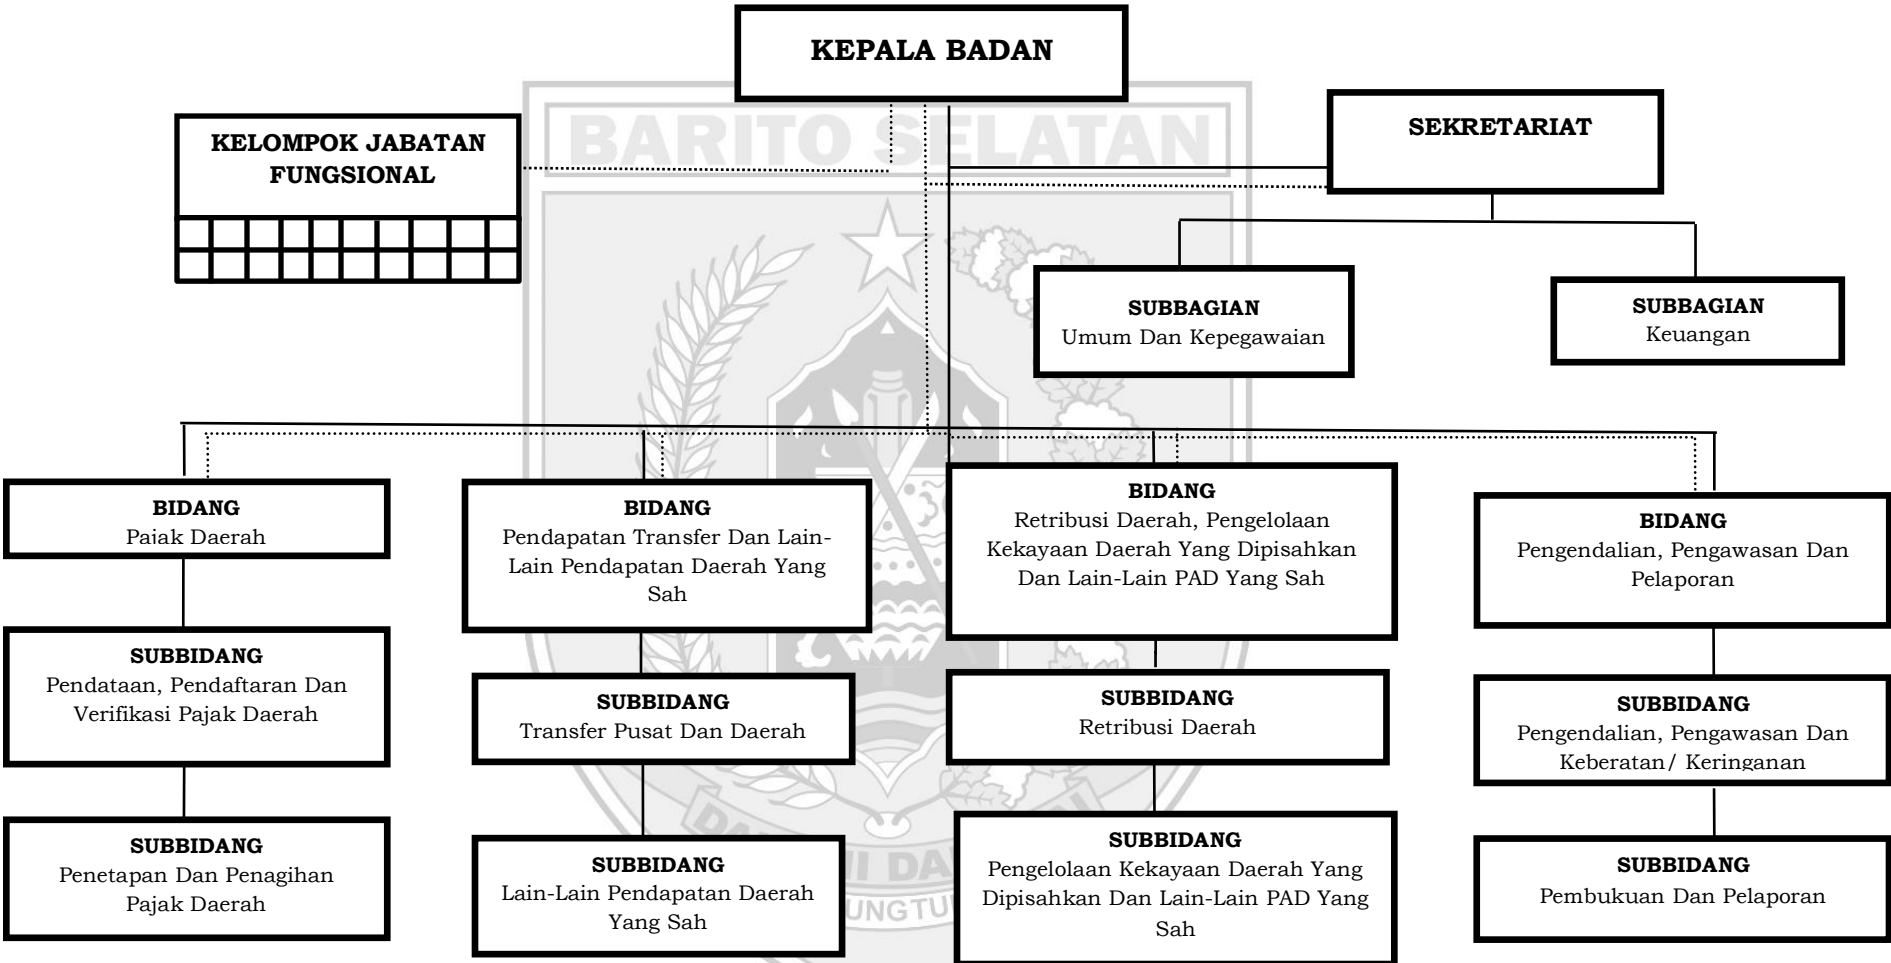 KEPALA BADAN
BARITO SELATAN
KELOMPOK JABATAN
FUNGSIONAL
SEKRETARIAT
SUBBAGIAN
Umum Dan Kepegawaian
SUBBAGIAN
Keuangan
BIDANG
Paiak Daerah
BIDANG
Pendapatan Transfer Dan Lain-
Lain Pendapatan Daerah Yang
Sah
BIDANG
Retribusi Daerah, Pengelolaan
Kekayaan Daerah Yang Dipisahkan
Dan Lain-Lain PAD Yang Sah
BIDANG
Pengendalian, Pengawasan Dan
Pelaporan
SUBBIDANG
Pendataan, Pendaftaran Dan
Verifikasi Pajak Daerah
SUBBIDANG
Transfer Pusat Dan Daerah
SUBBIDANG
Retribusi Daerah
SUBBIDANG
Pengendalian, Pengawasan Dan
Keberatan/ Keringanan
SUBBIDANG
Penetapan Dan Penagihan
Pajak Daerah
SUBBIDANG
Lain-Lain Pendapatan Daerah
Yang Sah
SUBBIDANG
Pengelolaan Kekayaan Daerah Yang
Dipisahkan Dan Lain-Lain PAD Yang
Sah
SUBBIDANG
Pembukuan Dan Pelaporan